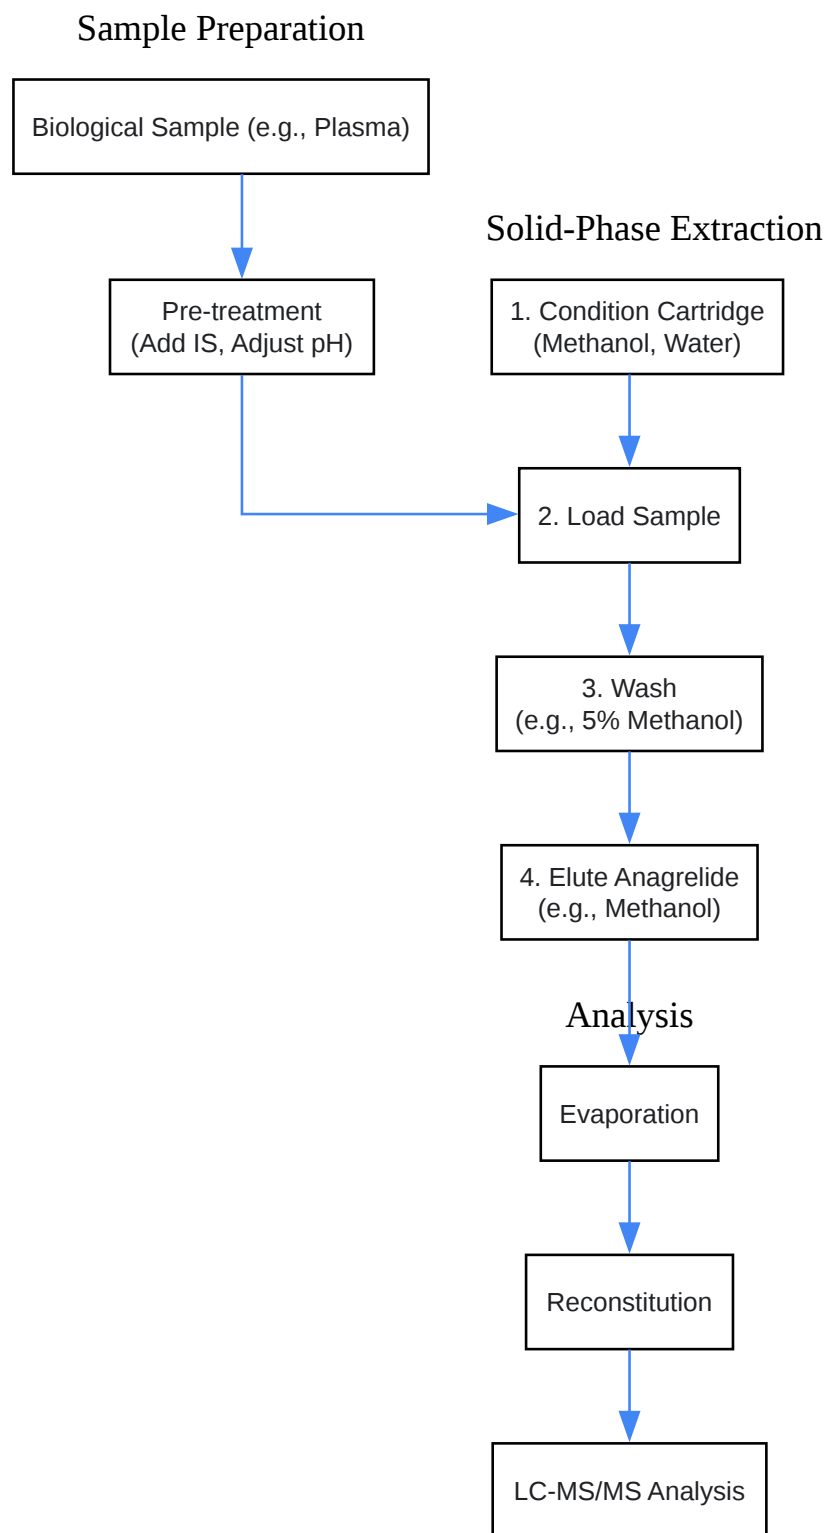 Sample Preparation
Biological Sample (e.g., Plasma)
Pre-treatment
(Add IS, Adjust pH)
Solid-Phase Extraction
1. Condition Cartridge
(Methanol, Water)
2. Load Sample
3. Wash
(e.g., 5% Methanol)
4. Elute Anagrelide
(e.g., Methanol)
Analysis
Evaporation
Reconstitution
LC-MS/MS Analysis